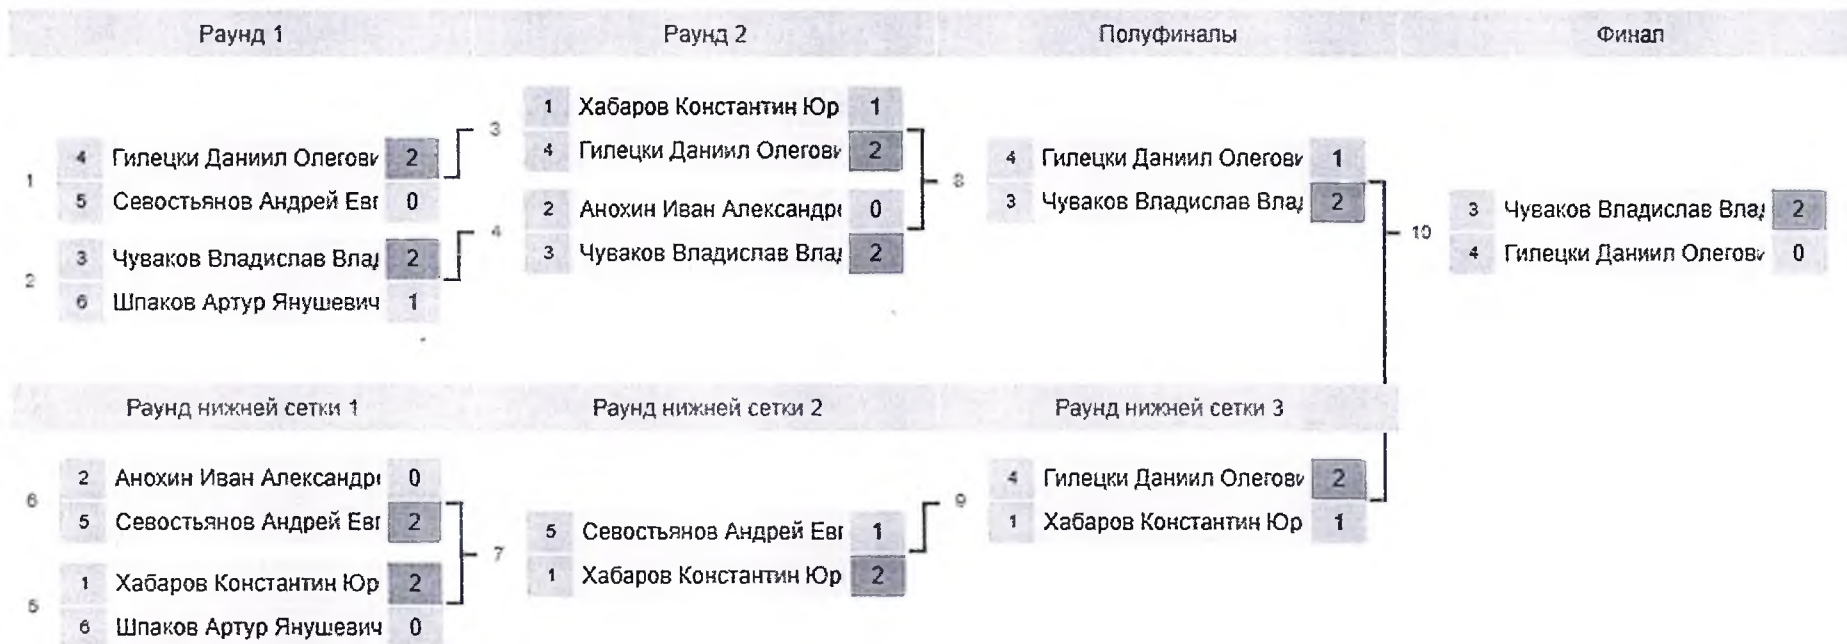 Раунд 1 Раунд 2 Полуфиналы Финал
1 Хабаров Константин Юр 1
3
4 Гилецки Даниил Олегови 2
4 Гилецки Даниил Олегови 2
1
5 Севостьянов Андрей Евг 0
2 Анохин Иван Александр 0
4
3 Чуваков Владислав Вла 2
3 Чуваков Владислав Вла 2
2
6 Шпаков Артур Янушевич 1
8
4 Гилецки Даниил Олегови 1
3 Чуваков Владислав Вла 2
10
3 Чуваков Владислав Вла 2
4 Гилецки Даниил Олегови 0
Раунд нижней сетки 1 Раунд нижней сетки 2 Раунд нижней сетки 3
6
2 Анохин Иван Александр 0
5 Севостьянов Андрей Евг 2
5
1 Хабаров Константин Юр 2
6 Шпаков Артур Янушевич 0
7
5 Севостьянов Андрей Евг 1
1 Хабаров Константин Юр 2
9
4 Гилецки Даниил Олегови 2
1 Хабаров Константин Юр 1